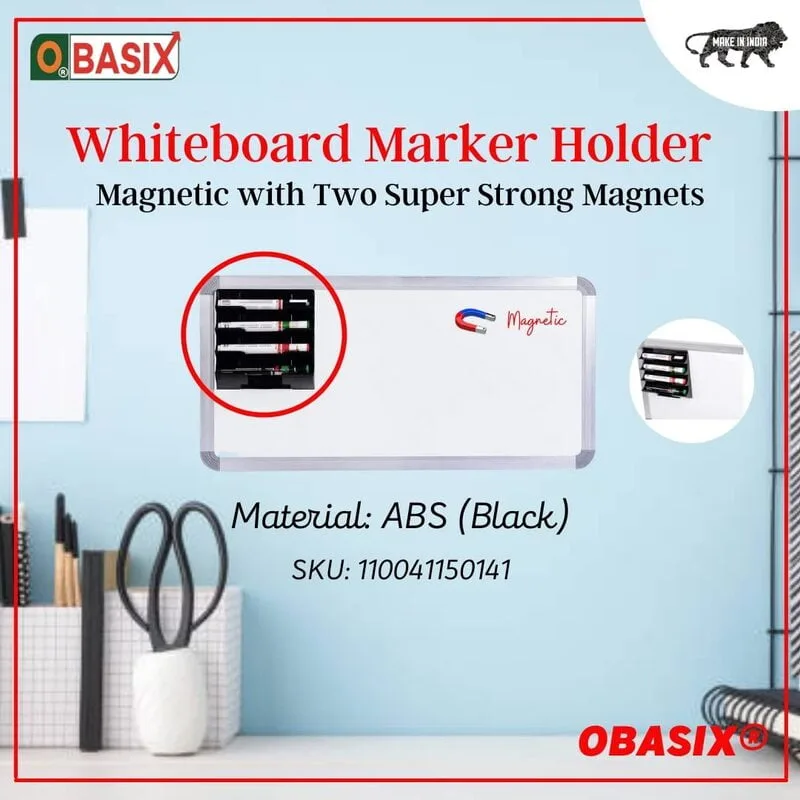 OBASIX
®
MAKE IN INDIA
Whiteboard Marker Holder
Magnetic with Two Super Strong Magnets
Magnetic
Material: ABS (Black)
SKU: 110041150141
OBASIX®